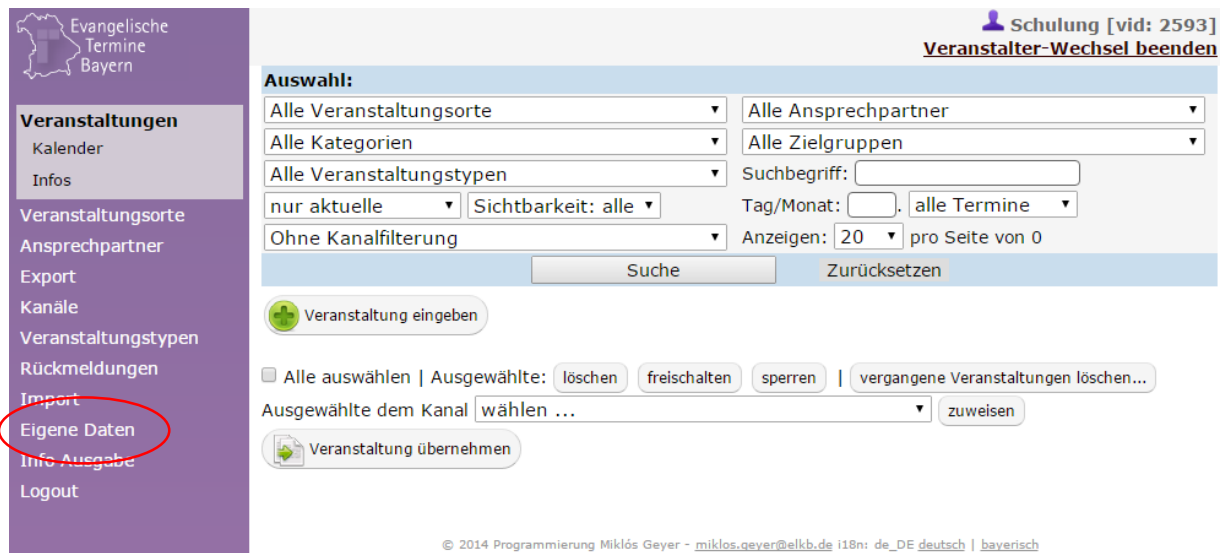 Evangelische
Termine
Bayern
Schulung [vid: 2593]
Veranstalter-Wechsel beenden
Veranstaltungen
Kalender
Infos
Veranstaltungsorte
Ansprechpartner
Export
Kanäle
Veranstaltungstypen
Rückmeldungen
Import
Eigene Daten
Info Ausgabe
Logout
Auswahl:
Alle Veranstaltungsorte Alle Ansprechpartner
Alle Kategorien Alle Zielgruppen
Alle Veranstaltungstypen Suchbegriff:
nur aktuelle Sichtbarkeit: alle Tag/Monat: . alle Termine
Ohne Kanalfilterung Anzeigen: 20 pro Seite von 0
Suche Zurücksetzen
Veranstaltung eingeben
Alle auswählen | Ausgewählte: löschen freischalten sperren | vergangene Veranstaltungen löschen...
Ausgewählte dem Kanal wählen ... zuweisen
Veranstaltung übernehmen
© 2014 Programmierung Miklós Geyer - miklos.geyer@elkb.de i18n: de_DE deutsch | bayerisch